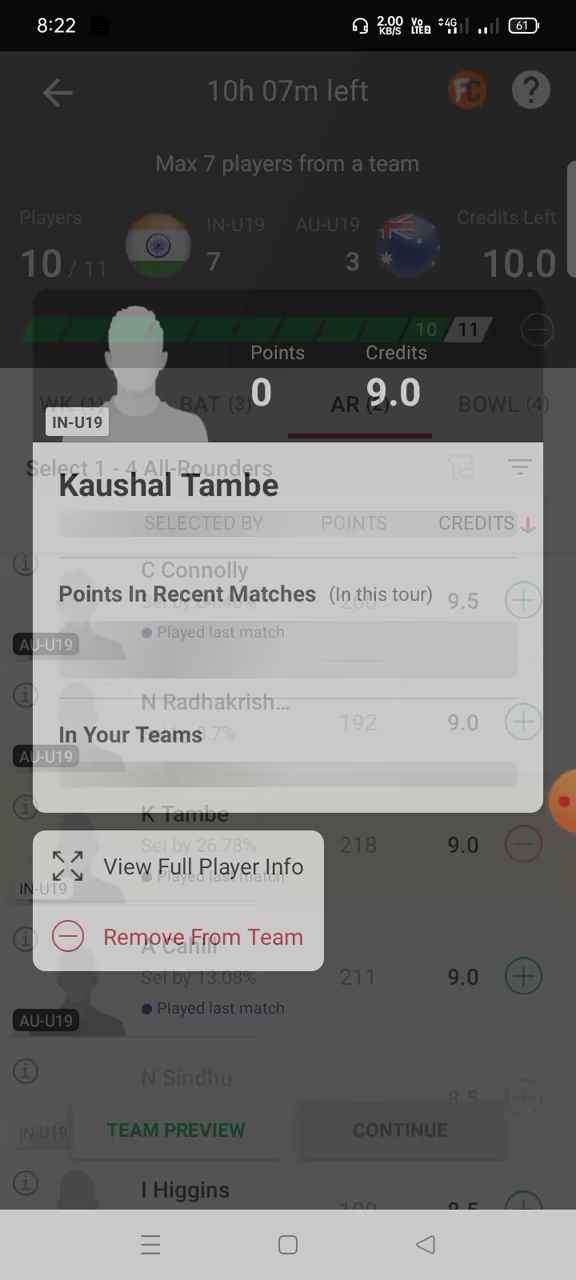 8:22
2.00 KB/S Vo LTE2 4G 61
10h 07m left
FC ?
Max 7 players from a team
Players IN-U19 AU-U19 Credits Left
10 / 11 7 3 10.0
10 11
Points Credits
0 9.0
WK (1) BAT (3) AR (2) BOWL (4)
IN-U19
Select 1 - 4 All-Rounders
Kaushal Tambe
SELECTED BY POINTS CREDITS
C Connolly
Points In Recent Matches (In this tour)
9.5
Played last match
AU-U19
N Radhakrish...
192 9.0
In Your Teams
AU-U19
K Tambe
Sel by 26.78% 218 9.0
View Full Player Info
Played last match
IN-U19
Remove From Team
A Cahill
Sel by 13.08% 211 9.0
Played last match
AU-U19
N Sindhu
8.5
IN-U19
TEAM PREVIEW CONTINUE
I Higgins
8.5